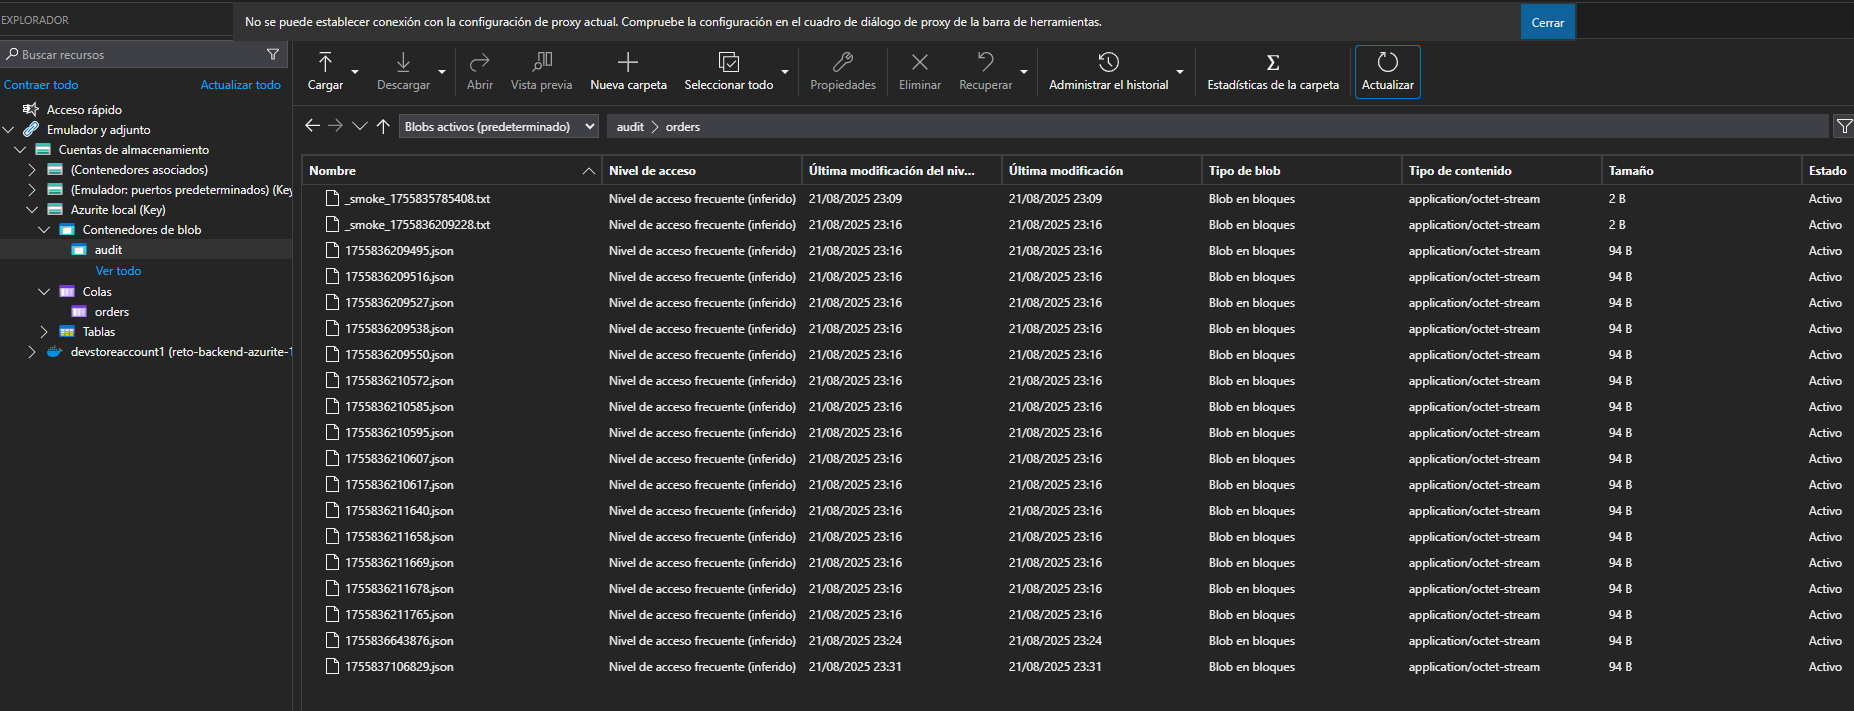 EXPLORADOR
No se puede establecer conexión con la configuración de proxy actual. Compruebe la configuración en el cuadro de diálogo de proxy de la barra de herramientas.
Cerrar
Buscar recursos
Contraer todo Actualizar todo
Acceso rápido
Emulador y adjunto
Cuentas de almacenamiento
(Contenedores asociados)
(Emulador: puertos predeterminados) (Key
Azurite local (Key)
Contenedores de blob
audit
Ver todo
Colas
orders
Tablas
devstoreaccount1 (reto-backend-azurite-1
Cargar Descargar Abrir Vista previa Nueva carpeta Seleccionar todo Propiedades Eliminar Recuperar Administrar el historial Estadísticas de la carpeta Actualizar
Blobs activos (predeterminado) audit orders
Nombre Nivel de acceso Última modificación del niv... Última modificación Tipo de blob Tipo de contenido Tamaño Estado
_smoke_1755835785408.txt Nivel de acceso frecuente (inferido) 21/08/2025 23:09 21/08/2025 23:09 Blob en bloques application/octet-stream 2 B Activo
_smoke_1755836209228.txt Nivel de acceso frecuente (inferido) 21/08/2025 23:16 21/08/2025 23:16 Blob en bloques application/octet-stream 2 B Activo
1755836209495.json Nivel de acceso frecuente (inferido) 21/08/2025 23:16 21/08/2025 23:16 Blob en bloques application/octet-stream 94 B Activo
1755836209516.json Nivel de acceso frecuente (inferido) 21/08/2025 23:16 21/08/2025 23:16 Blob en bloques application/octet-stream 94 B Activo
1755836209527.json Nivel de acceso frecuente (inferido) 21/08/2025 23:16 21/08/2025 23:16 Blob en bloques application/octet-stream 94 B Activo
1755836209538.json Nivel de acceso frecuente (inferido) 21/08/2025 23:16 21/08/2025 23:16 Blob en bloques application/octet-stream 94 B Activo
1755836209550.json Nivel de acceso frecuente (inferido) 21/08/2025 23:16 21/08/2025 23:16 Blob en bloques application/octet-stream 94 B Activo
1755836210572.json Nivel de acceso frecuente (inferido) 21/08/2025 23:16 21/08/2025 23:16 Blob en bloques application/octet-stream 94 B Activo
1755836210585.json Nivel de acceso frecuente (inferido) 21/08/2025 23:16 21/08/2025 23:16 Blob en bloques application/octet-stream 94 B Activo
1755836210595.json Nivel de acceso frecuente (inferido) 21/08/2025 23:16 21/08/2025 23:16 Blob en bloques application/octet-stream 94 B Activo
1755836210607.json Nivel de acceso frecuente (inferido) 21/08/2025 23:16 21/08/2025 23:16 Blob en bloques application/octet-stream 94 B Activo
1755836210617.json Nivel de acceso frecuente (inferido) 21/08/2025 23:16 21/08/2025 23:16 Blob en bloques application/octet-stream 94 B Activo
1755836211640.json Nivel de acceso frecuente (inferido) 21/08/2025 23:16 21/08/2025 23:16 Blob en bloques application/octet-stream 94 B Activo
1755836211658.json Nivel de acceso frecuente (inferido) 21/08/2025 23:16 21/08/2025 23:16 Blob en bloques application/octet-stream 94 B Activo
1755836211669.json Nivel de acceso frecuente (inferido) 21/08/2025 23:16 21/08/2025 23:16 Blob en bloques application/octet-stream 94 B Activo
1755836211678.json Nivel de acceso frecuente (inferido) 21/08/2025 23:16 21/08/2025 23:16 Blob en bloques application/octet-stream 94 B Activo
1755836211765.json Nivel de acceso frecuente (inferido) 21/08/2025 23:16 21/08/2025 23:16 Blob en bloques application/octet-stream 94 B Activo
1755836643876.json Nivel de acceso frecuente (inferido) 21/08/2025 23:24 21/08/2025 23:24 Blob en bloques application/octet-stream 94 B Activo
1755837106829.json Nivel de acceso frecuente (inferido) 21/08/2025 23:31 21/08/2025 23:31 Blob en bloques application/octet-stream 94 B Activo